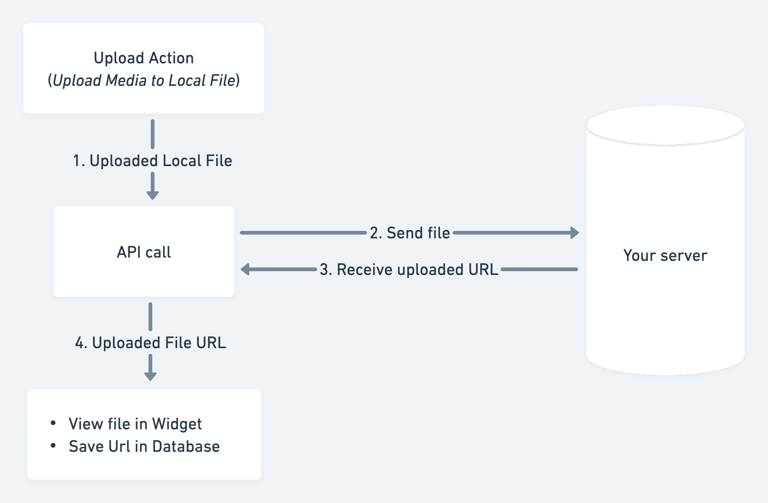 Upload Action
(Upload Media to Local File)
1. Uploaded Local File
API call
2. Send file
3. Receive uploaded URL
Your server
4. Uploaded File URL
• View file in Widget
• Save Url in Database